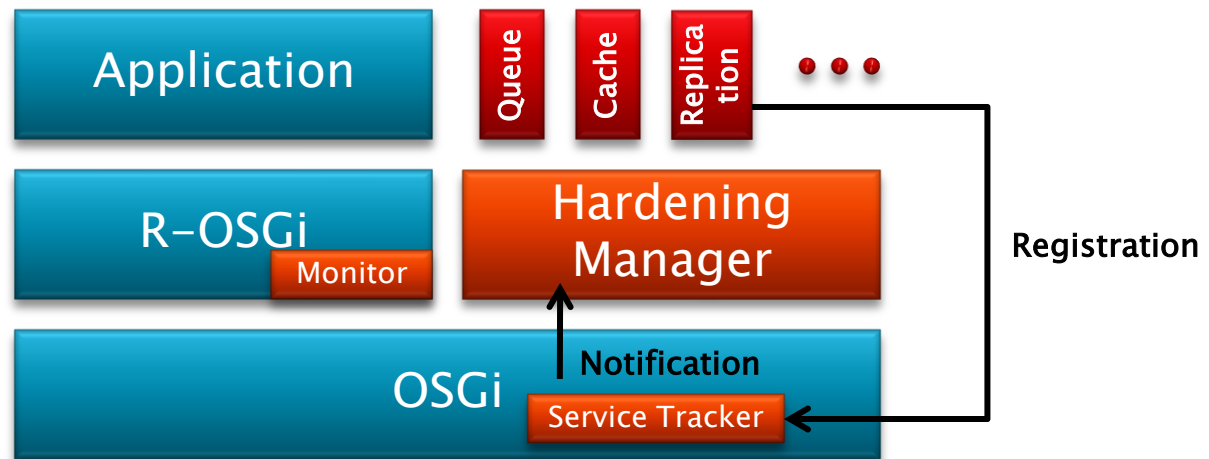 Application
Queue
Cache
Replica
tion
R-OSGi
Monitor
Hardening
Manager
Registration
Notification
OSGi
Service Tracker